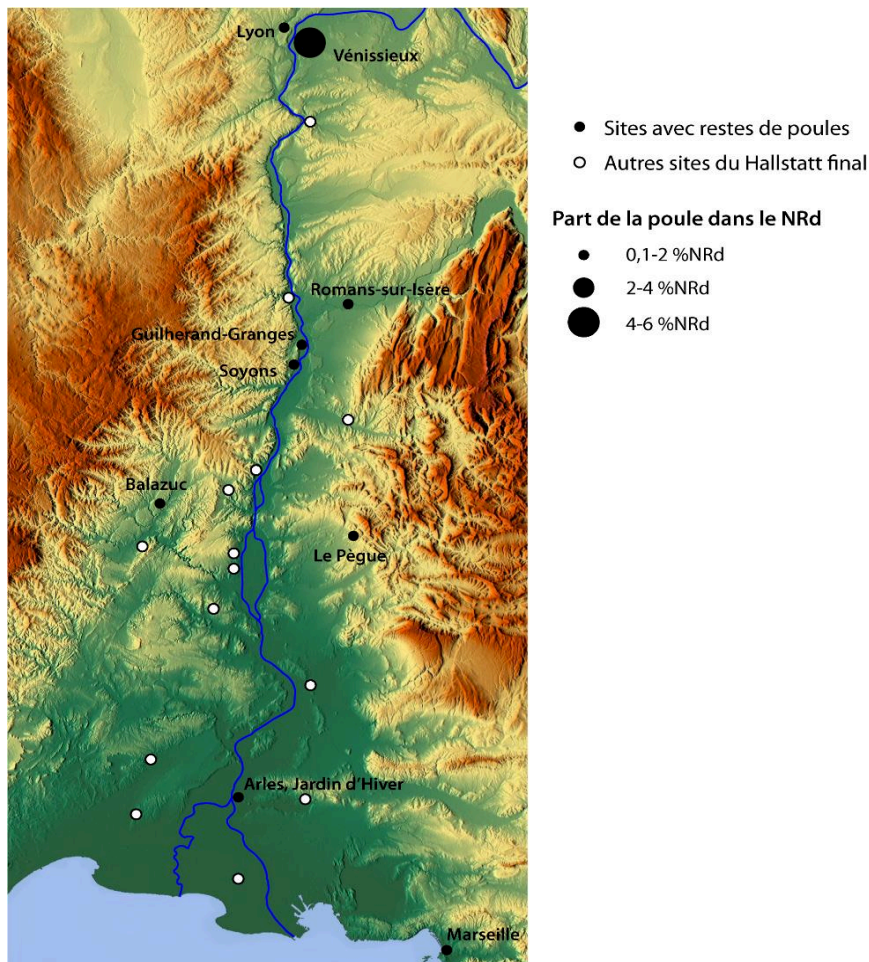 Lyon
Vénissieux
Romans-sur-Isère
Guilherand-Granges
Soyons
Balazuc
Le Pègue
Arles, Jardin d'Hiver
Marseille
Sites avec restes de poules
Autres sites du Hallstatt final
Part de la poule dans le NRd
0,1-2 %NRd
2-4 %NRd
4-6 %NRd